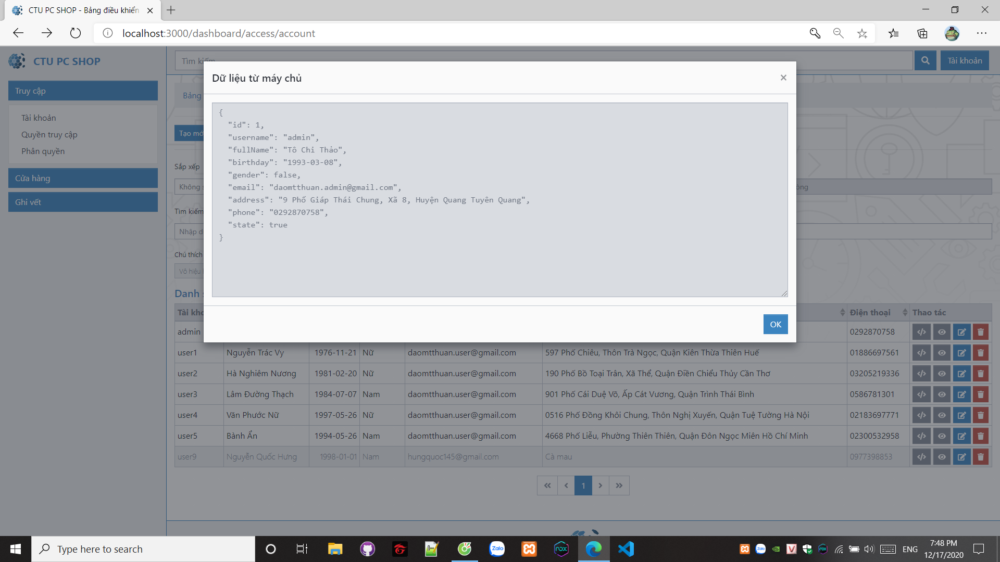 CTU PC SHOP - Bảng điều khiển
localhost:3000/dashboard/access/account
CTU PC SHOP
Tìm kiếm
Tài khoản
Truy cập
Tài khoản
Quyền truy cập
Phân quyền
Cửa hàng
Ghi vết
Bảng
Tạo mớ
Sắp xếp
Không
Tìm kiếm
Nhập d
Chú thích
Vô hiệu
Dữ liệu từ máy chủ
{
"id": 1,
"username": "admin",
"fullName": "Tô Chi Thảo",
"birthday": "1993-03-08",
"gender": false,
"email": "daomtthuan.admin@gmail.com",
"address": "9 Phố Giáp Thái Chung, Xã 8, Huyện Quang Tuyên Quang",
"phone": "0292870758",
"state": true
}
OK
Danh
Tài kho Điện thoại Thao tác
admin 0292870758
user1 Nguyễn Trác Vy 1976-11-21 Nữ daomtthuan.user@gmail.com 597 Phố Chiêu, Thôn Trà Ngọc, Quận Kiên Thừa Thiên Huế 01886697561
user2 Hà Nghiêm Nương 1981-02-20 Nữ daomtthuan.user@gmail.com 190 Phố Bồ Toại Trân, Xã Thể, Quận Điền Chiểu Thủy Cần Thơ 03205219336
user3 Lâm Đường Thạch 1984-07-07 Nam daomtthuan.user@gmail.com 901 Phố Cái Duệ Võ, Ấp Cát Vương, Quận Trình Thái Bình 0586781301
user4 Văn Phước Nữ 1997-05-26 Nữ daomtthuan.user@gmail.com 0516 Phố Đồng Khôi Chung, Thôn Nghị Xuyến, Quận Tuệ Tường Hà Nội 02183697771
user5 Bành Ẩn 1994-05-26 Nam daomtthuan.user@gmail.com 4668 Phố Liễu, Phường Thiên Thiên, Quận Đôn Ngọc Miên Hồ Chí Minh 02300532958
user9 Nguyễn Quốc Hưng 1998-01-01 Nam hungquoc145@gmail.com Cà mau 0977398853
1
Type here to search
Zalo
nox
ENG
7:48 PM
12/17/2020